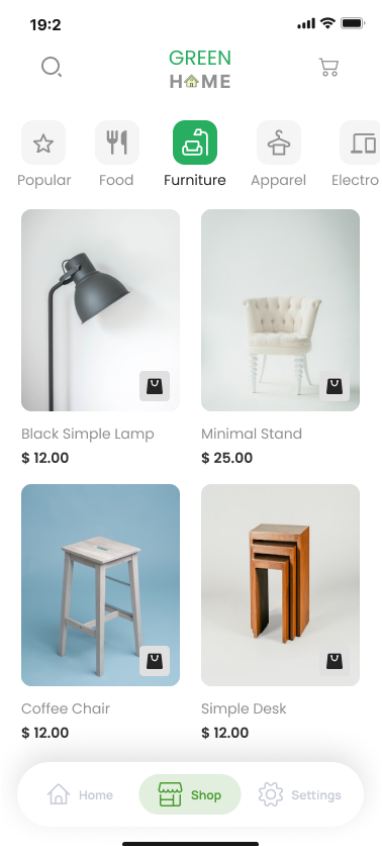 19:2
GREEN
HOME
Popular Food Furniture Apparel Electro
Black Simple Lamp Minimal Stand
$ 12.00 $ 25.00
Coffee Chair Simple Desk
$ 12.00 $ 12.00
Home Shop Settings